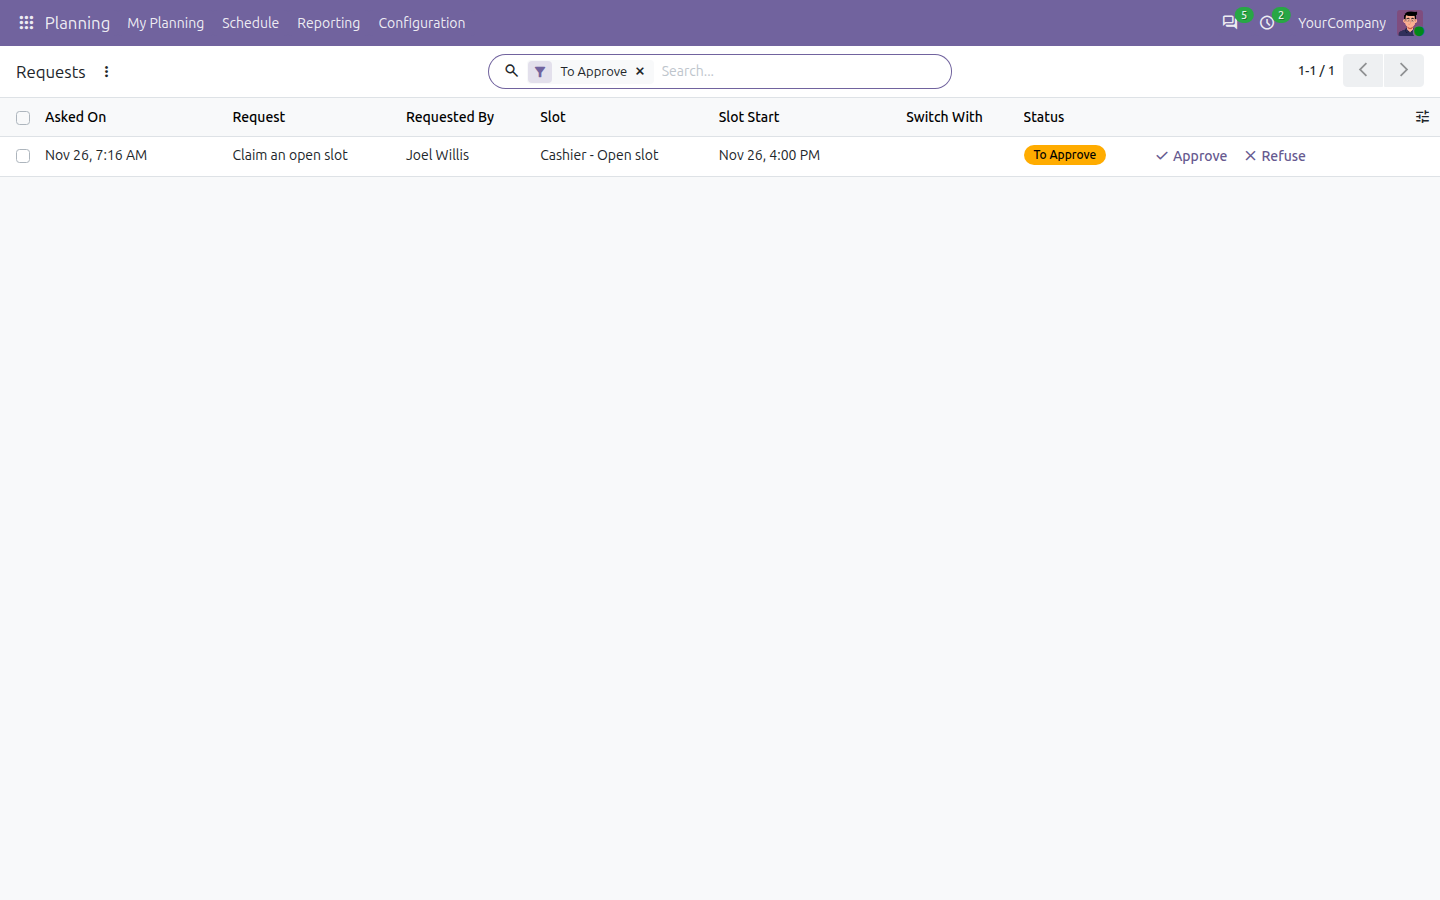 Planning My Planning Schedule Reporting Configuration 5 2 YourCompany
Requests To Approve Search... 1-1 / 1
Asked On Request Requested By Slot Slot Start Switch With Status
Nov 26, 7:16 AM Claim an open slot Joel Willis Cashier - Open slot Nov 26, 4:00 PM To Approve Approve Refuse